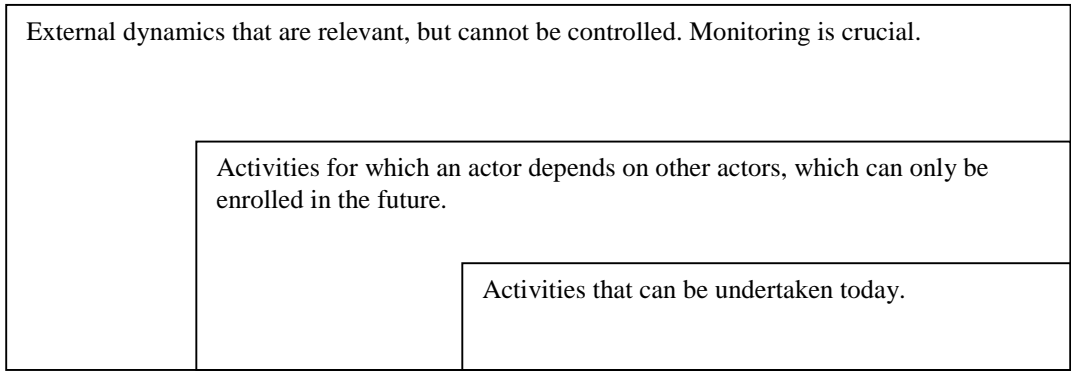 External dynamics that are relevant, but cannot be controlled. Monitoring is crucial.
Activities for which an actor depends on other actors, which can only be
enrolled in the future.
Activities that can be undertaken today.